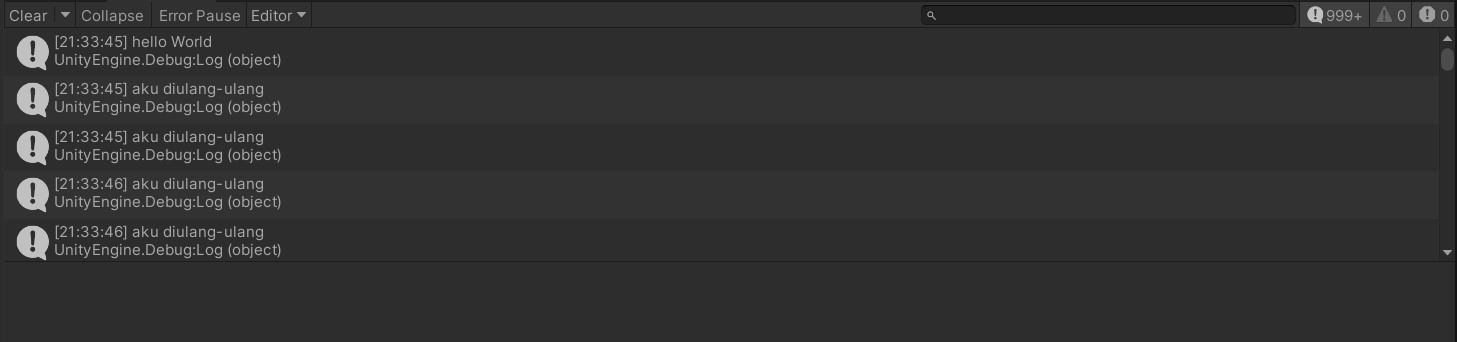 Clear Collapse Error Pause Editor 999+ 0 0
[21:33:45] hello World
UnityEngine.Debug:Log (object)
[21:33:45] aku diulang-ulang
UnityEngine.Debug:Log (object)
[21:33:45] aku diulang-ulang
UnityEngine.Debug:Log (object)
[21:33:46] aku diulang-ulang
UnityEngine.Debug:Log (object)
[21:33:46] aku diulang-ulang
UnityEngine.Debug:Log (object)